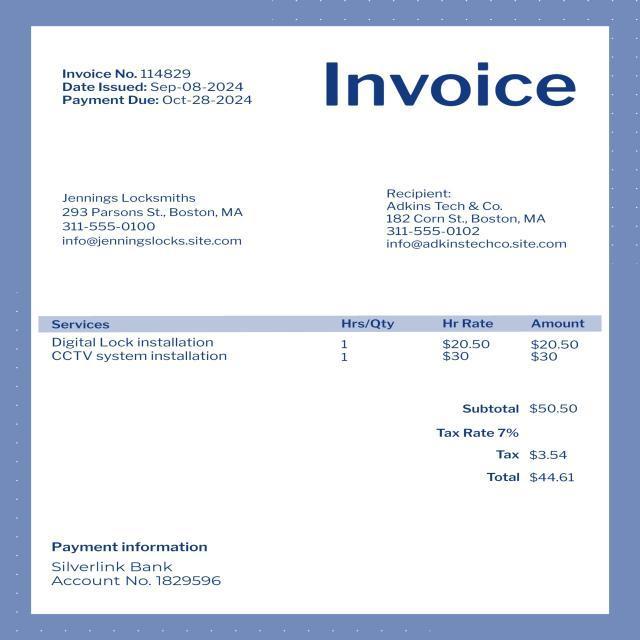 Invoice No. 114829
Date Issued: Sep-08-2024
Payment Due: Oct-28-2024
Invoice
Jennings Locksmiths
293 Parsons St., Boston, MA
311-555-0100
info@jenningslocks.site.com
Recipient:
Adkins Tech & Co.
182 Corn St., Boston, MA
311-555-0102
info@adkinstechco.site.com
Services Hrs/Qty Hr Rate Amount
Digital Lock installation 1 $20.50 $20.50
CCTV system installation 1 $30 $30
Subtotal $50.50
Tax Rate 7%
Tax $3.54
Total $44.61
Payment information
Silverlink Bank
Account No. 1829596